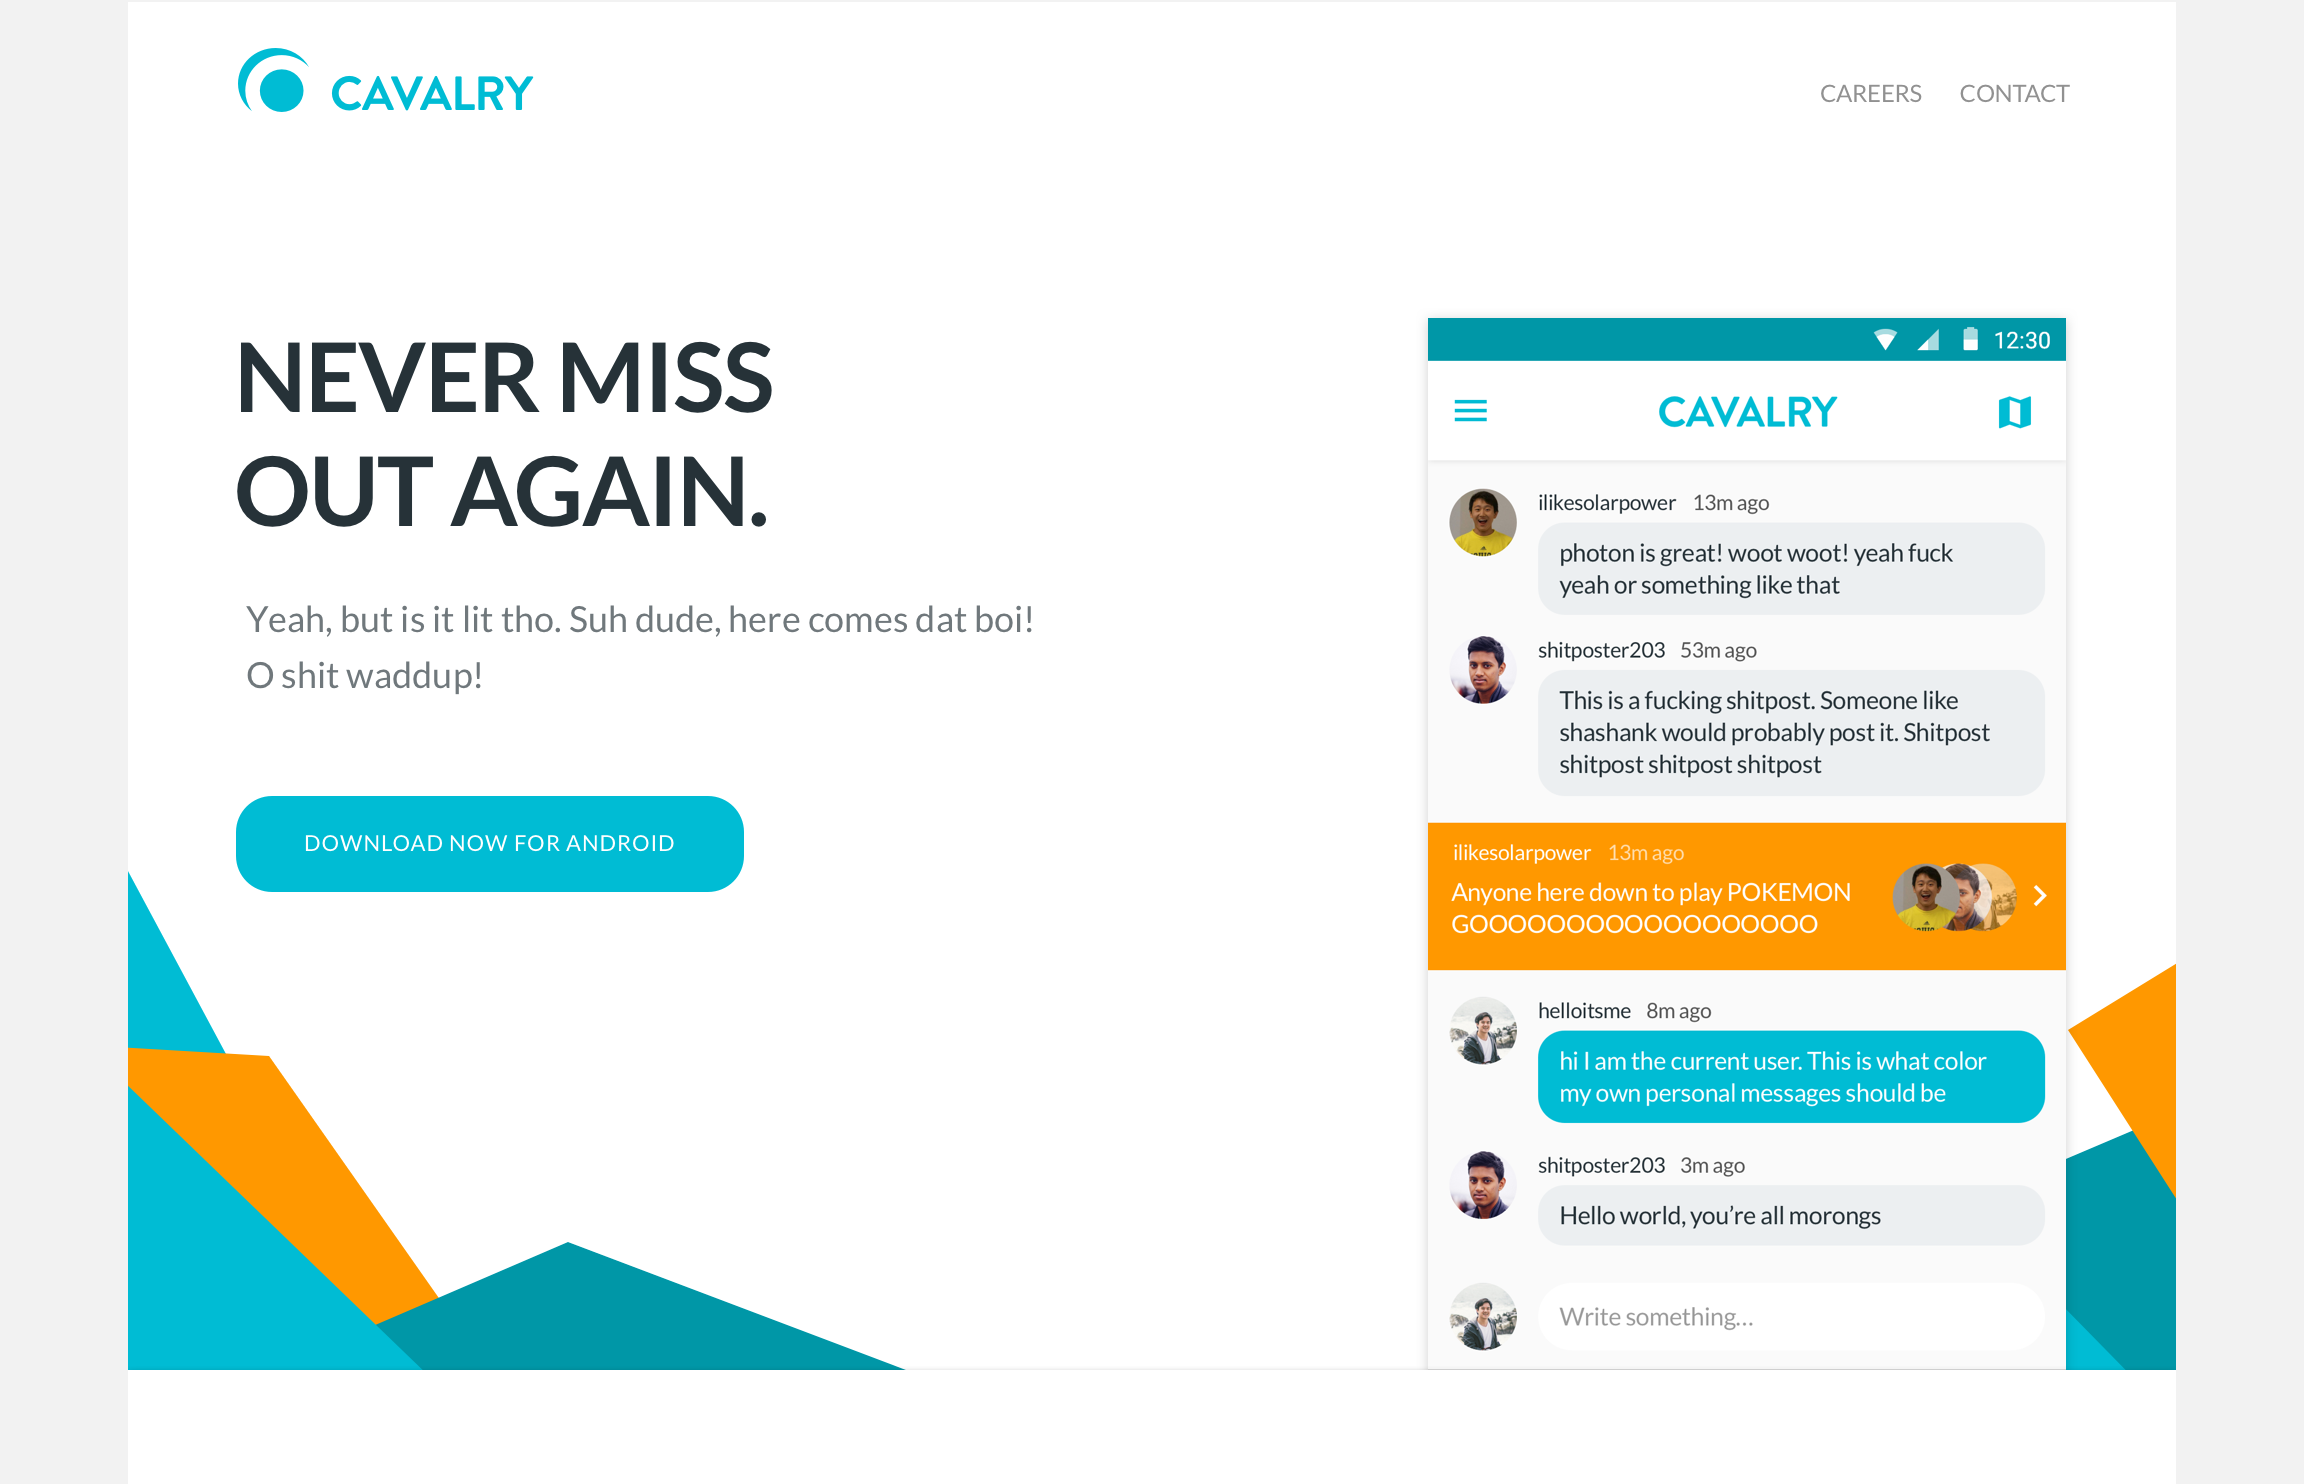 CAVALRY
CAREERS CONTACT
NEVER MISS
OUT AGAIN.
Yeah, but is it lit tho. Suh dude, here comes dat boi!
O shit waddup!
DOWNLOAD NOW FOR ANDROID
12:30
CAVALRY
ilikesolarpower 13m ago
photon is great! woot woot! yeah fuck
yeah or something like that
shitposter203 53m ago
This is a fucking shitpost. Someone like
shashank would probably post it. Shitpost
shitpost shitpost shitpost
ilikesolarpower 13m ago
Anyone here down to play POKEMON
GOOOOOOOOOOOOOOOOOO
helloitsme 8m ago
hi I am the current user. This is what color
my own personal messages should be
shitposter203 3m ago
Hello world, you’re all morongs
Write something...